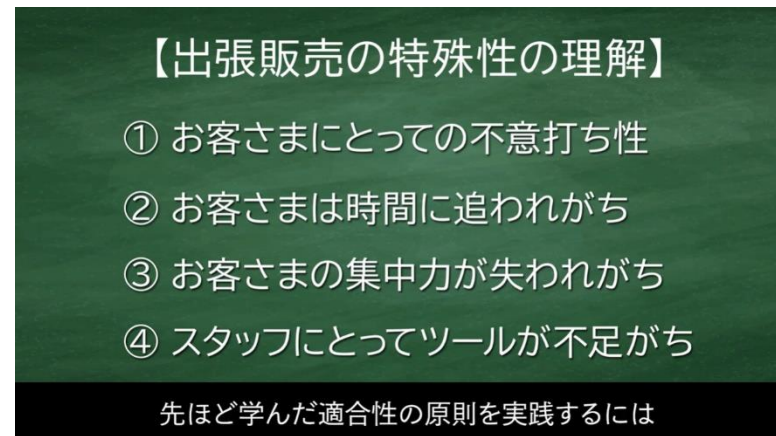 【出張販売の特殊性の理解】
① お客さまにとっての不意打ち性
② お客さまは時間に追われがち
③ お客さまの集中力が失われがち
④ スタッフにとってツールが不足がち
先ほど学んだ適合性の原則を実践するには